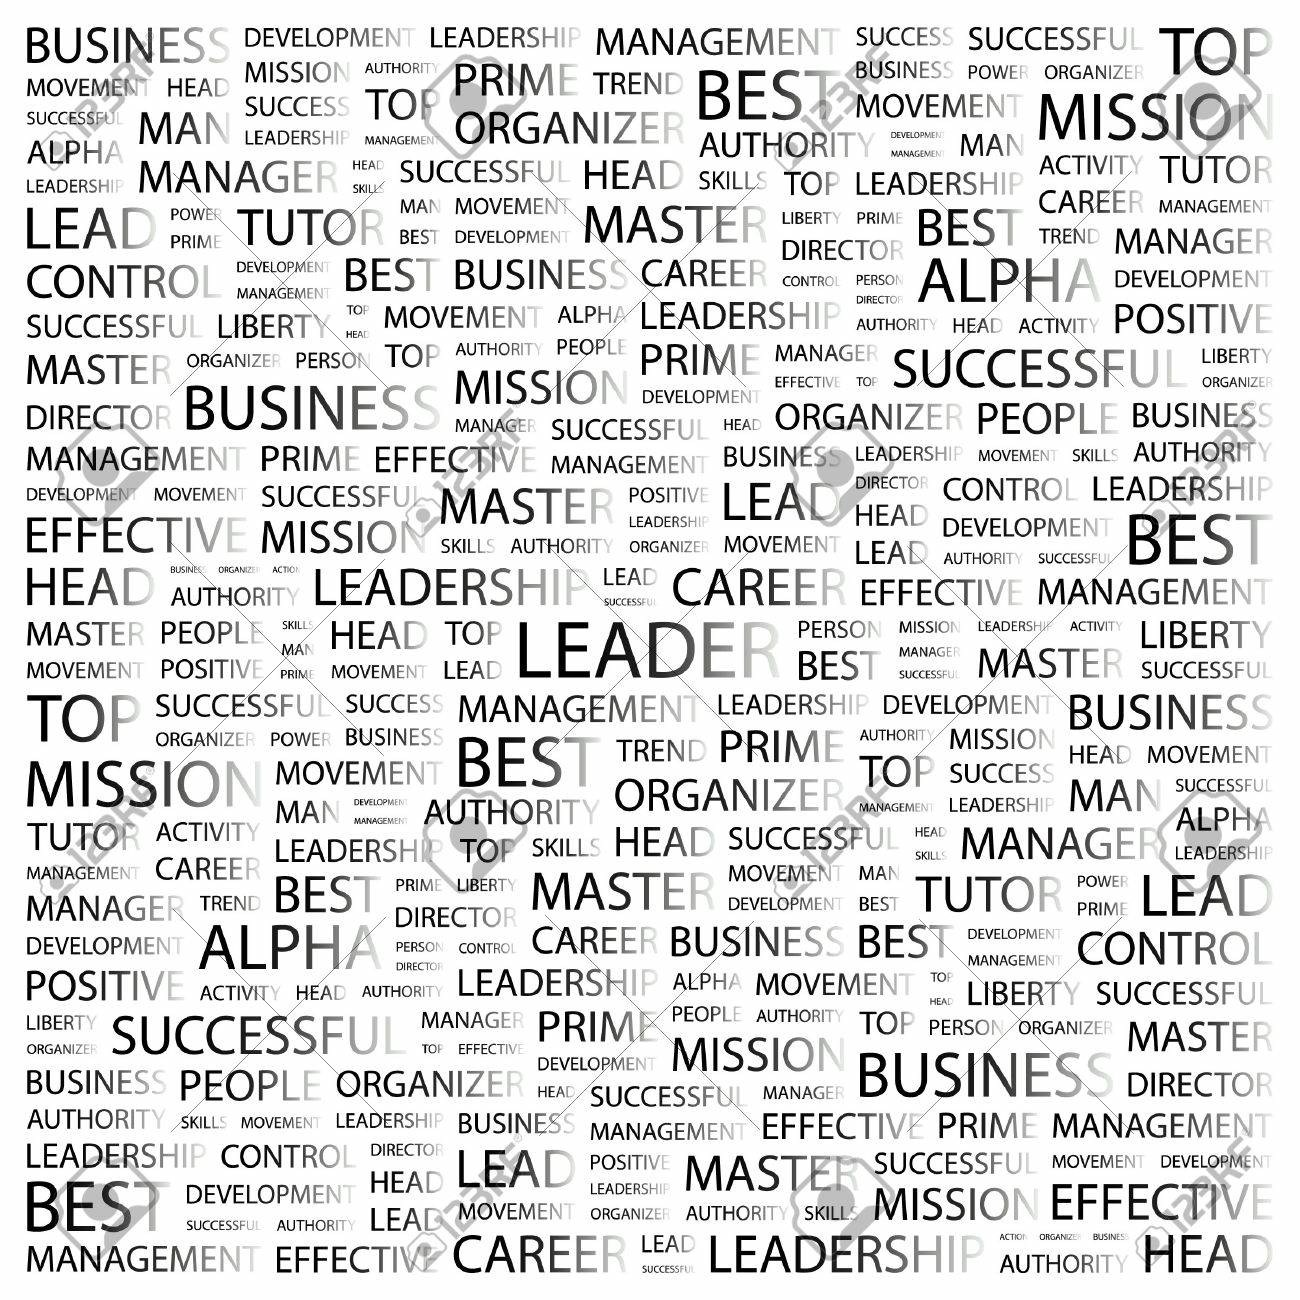 BUSINESS DEVELOPMENT LEADERSHIP MANAGEMENT SUCCESS SUCCESSFUL TOP
MISSION AUTHORITY PRIME TREND BEST BUSINESS POWER ORGANIZER
MOVEMENT HEAD SUCCESS TOP MOVEMENT MISSION
SUCCESSFUL MAN LEADERSHIP MANAGEMENT ORGANIZER AUTHORITY DEVELOPMENT MANAGEMENT MAN
ALPHA MANAGER HEAD SUCCESSFUL HEAD SKILLS TOP LEADERSHIP ACTIVITY TUTOR
LEADERSHIP SKILLS MAN MOVEMENT MASTER LIBERTY PRIME BEST CAREER MANAGEMENT
LEAD POWER TUTOR BEST DEVELOPMENT DIRECTOR TREND MANAGER
PRIME DEVELOPMENT BEST BUSINESS CAREER CONTROL PERSON ALPHA DEVELOPMENT
CONTROL MANAGEMENT TOP MOVEMENT ALPHA LEADERSHIP DIRECTOR
SUCCESSFUL LIBERTY HEAD AUTHORITY HEAD ACTIVITY POSITIVE
MASTER ORGANIZER PERSON TOP AUTHORITY PEOPLE PRIME MANAGER SUCCESSFUL LIBERTY
BUSINESS MISSION DEVELOPMENT EFFECTIVE TOP ORGANIZER
DIRECTOR MANAGER SUCCESSFUL HEAD ORGANIZER PEOPLE BUSINESS
MANAGEMENT PRIME EFFECTIVE MANAGEMENT BUSINESS LEADERSHIP MOVEMENT SKILLS AUTHORITY
DEVELOPMENT MOVEMENT SUCCESSFUL MASTER POSITIVE LEAD DIRECTOR CONTROL LEADERSHIP
EFFECTIVE MISSION LEADERSHIP HEAD DEVELOPMENT BEST
SKILLS AUTHORITY ORGANIZER MOVEMENT LEAD AUTHORITY SUCCESSFUL
HEAD BUSINESS ORGANIZER ACTION LEADERSHIP LEAD CAREER EFFECTIVE MANAGEMENT
AUTHORITY SUCCESSFUL
MASTER PEOPLE SKILLS HEAD TOP LEADER PERSON MISSION LEADERSHIP ACTIVITY LIBERTY
MAN MANAGER
MOVEMENT POSITIVE PRIME MOVEMENT LEAD BEST SUCCESSFUL MASTER SUCCESSFUL
TOP SUCCESSFUL SUCCESS MANAGEMENT LEADERSHIP DEVELOPMENT BUSINESS
ORGANIZER POWER BUSINESS BEST TREND PRIME AUTHORITY MISSION HEAD MOVEMENT
MISSION MOVEMENT TOP SUCCESS SUCCESSFUL
MAN DEVELOPMENT MANAGEMENT AUTHORITY ORGANIZER MANAGEMENT LEADERSHIP MAN ALPHA
TUTOR ACTIVITY LEADERSHIP TOP SKILLS HEAD SUCCESSFUL HEAD SKILLS MANAGER LEADERSHIP
MANAGEMENT CAREER BEST PRIME LIBERTY MASTER MOVEMENT MAN TUTOR POWER LEAD
MANAGER TREND DIRECTOR DEVELOPMENT BEST PRIME
DEVELOPMENT ALPHA PERSON CONTROL CAREER BUSINESS BEST DEVELOPMENT CONTROL
DIRECTOR MANAGEMENT
POSITIVE ACTIVITY HEAD AUTHORITY LEADERSHIP ALPHA MOVEMENT TOP HEAD LIBERTY SUCCESSFUL
LIBERTY SUCCESSFUL MANAGER PRIME PEOPLE AUTHORITY TOP PERSON ORGANIZER MASTER
ORGANIZER TOP EFFECTIVE DEVELOPMENT MISSION BUSINESS
BUSINESS PEOPLE ORGANIZER HEAD SUCCESSFUL MANAGER DIRECTOR
AUTHORITY SKILLS MOVEMENT LEADERSHIP BUSINESS MANAGEMENT EFFECTIVE PRIME MANAGEMENT
LEADERSHIP CONTROL DIRECTOR LEAD POSITIVE MASTER SUCCESSFUL MOVEMENT DEVELOPMENT
BEST DEVELOPMENT HEAD LEADERSHIP MISSION EFFECTIVE
SUCCESSFUL AUTHORITY LEAD MOVEMENT ORGANIZER AUTHORITY SKILLS
MANAGEMENT EFFECTIVE CAREER LEAD LEADERSHIP ACTION ORGANIZER BUSINESS HEAD
SUCCESSFUL AUTHORITY
123RF